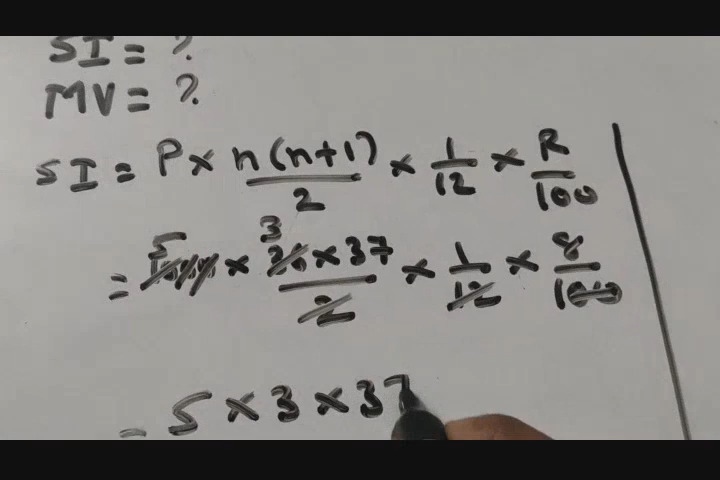 SI = ?
MV = ?
SI = P × n(n+1)/2 × 1/12 × R/100
= 5 3 36 × 37/2 × 1/12 × 8/100
= 5 × 3 × 37